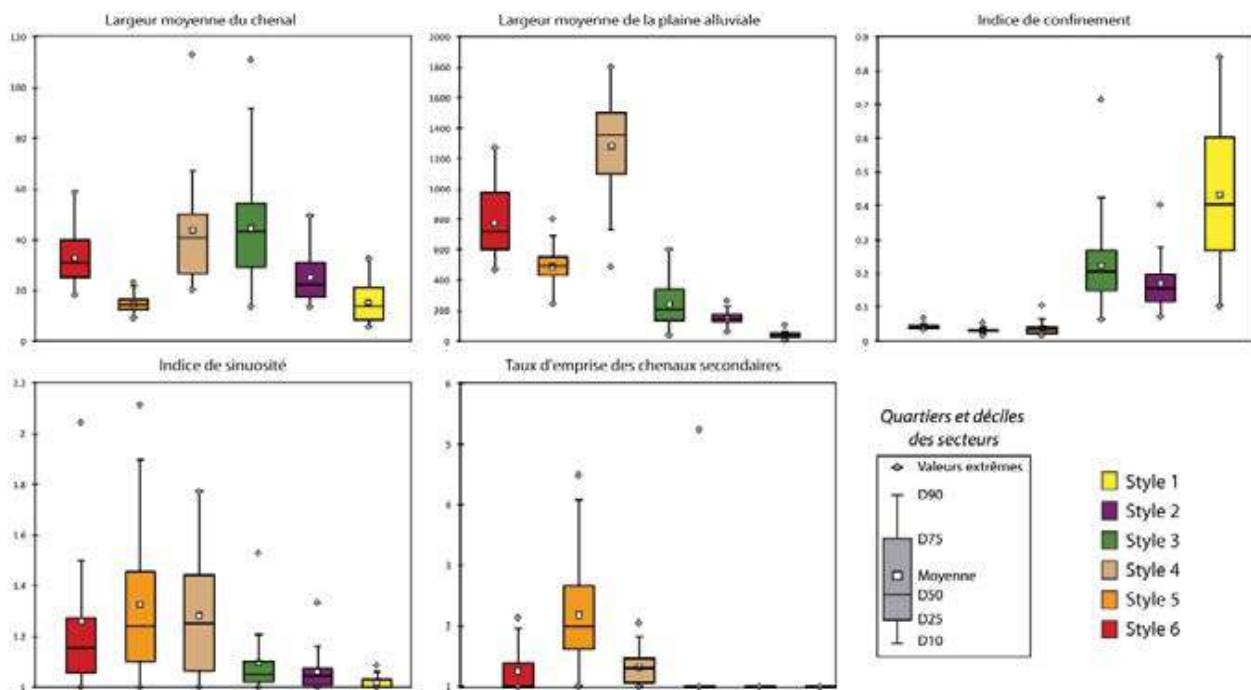 Largeur moyenne du chenal
120
100
80
60
40
20
0
Largeur moyenne de la plaine alluviale
2000
1800
1600
1400
1200
1000
800
600
400
200
0
Indice de confinement
0.9
0.8
0.7
0.6
0.5
0.4
0.3
0.2
0.1
0
Indice de sinuosité
2.2
2
1.8
1.6
1.4
1.2
1
Taux d'emprise des chenaux secondaires
6
5
4
3
2
1
Quartiers et déciles
des secteurs
Valeurs extrêmes
D90
D75
Moyenne
D50
D25
D10
Style 1
Style 2
Style 3
Style 4
Style 5
Style 6